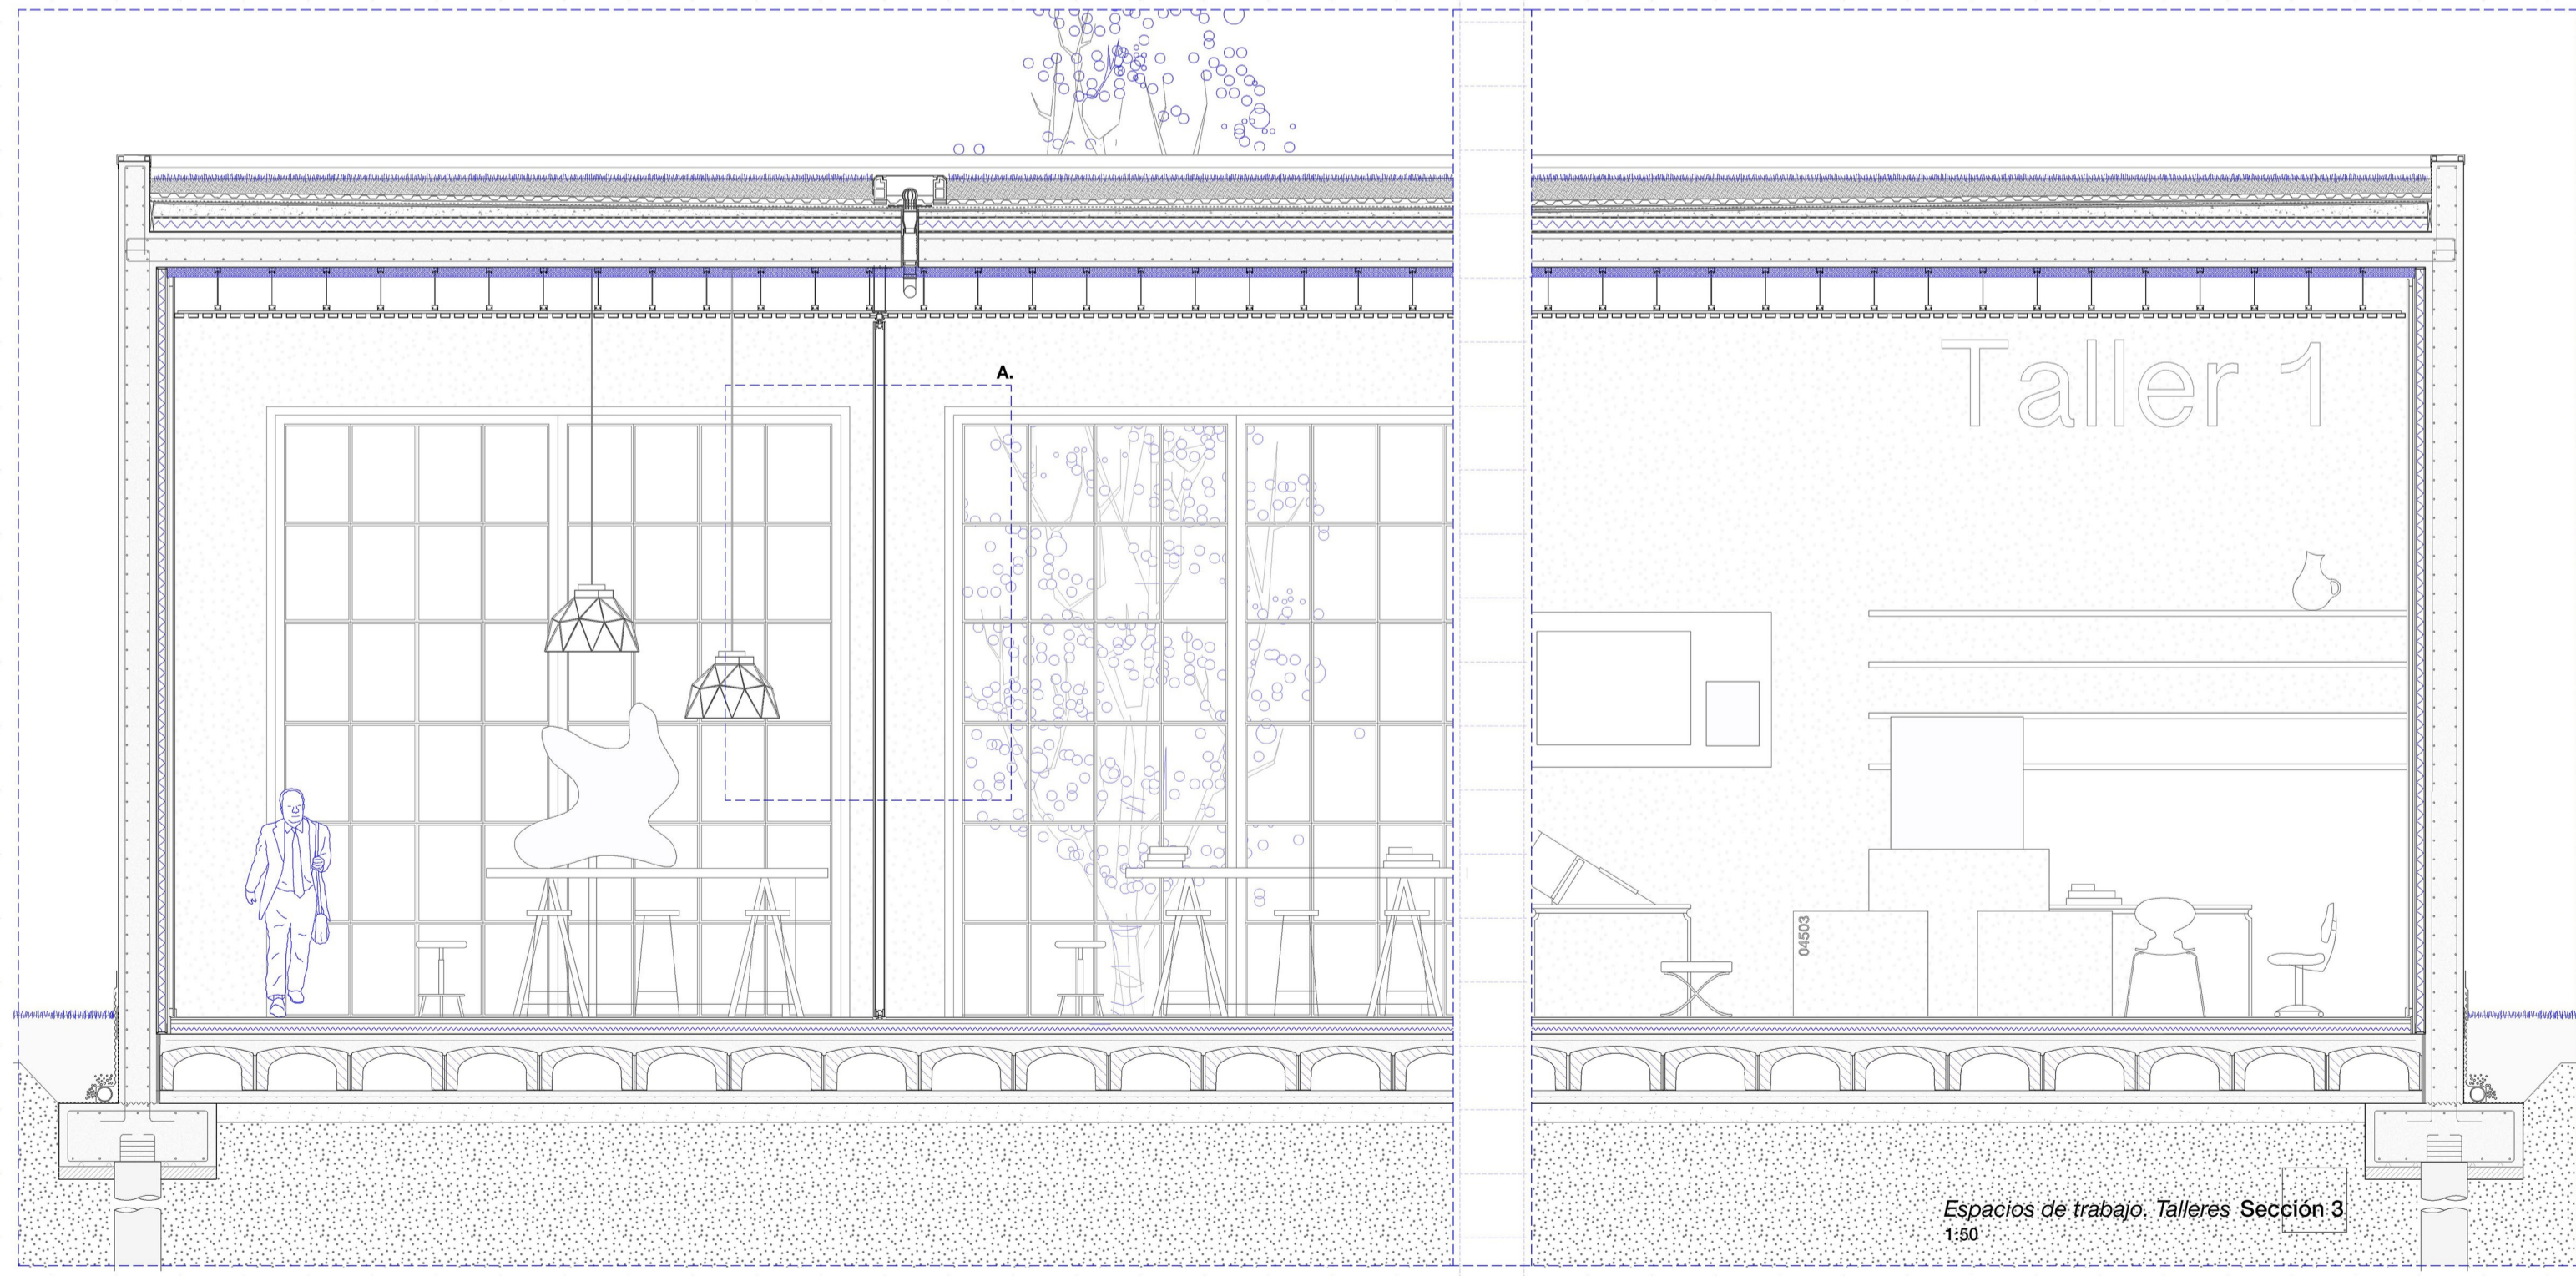 A.
Taller 1
04503
Espacios de trabajo. Talleres Sección 3
1:50